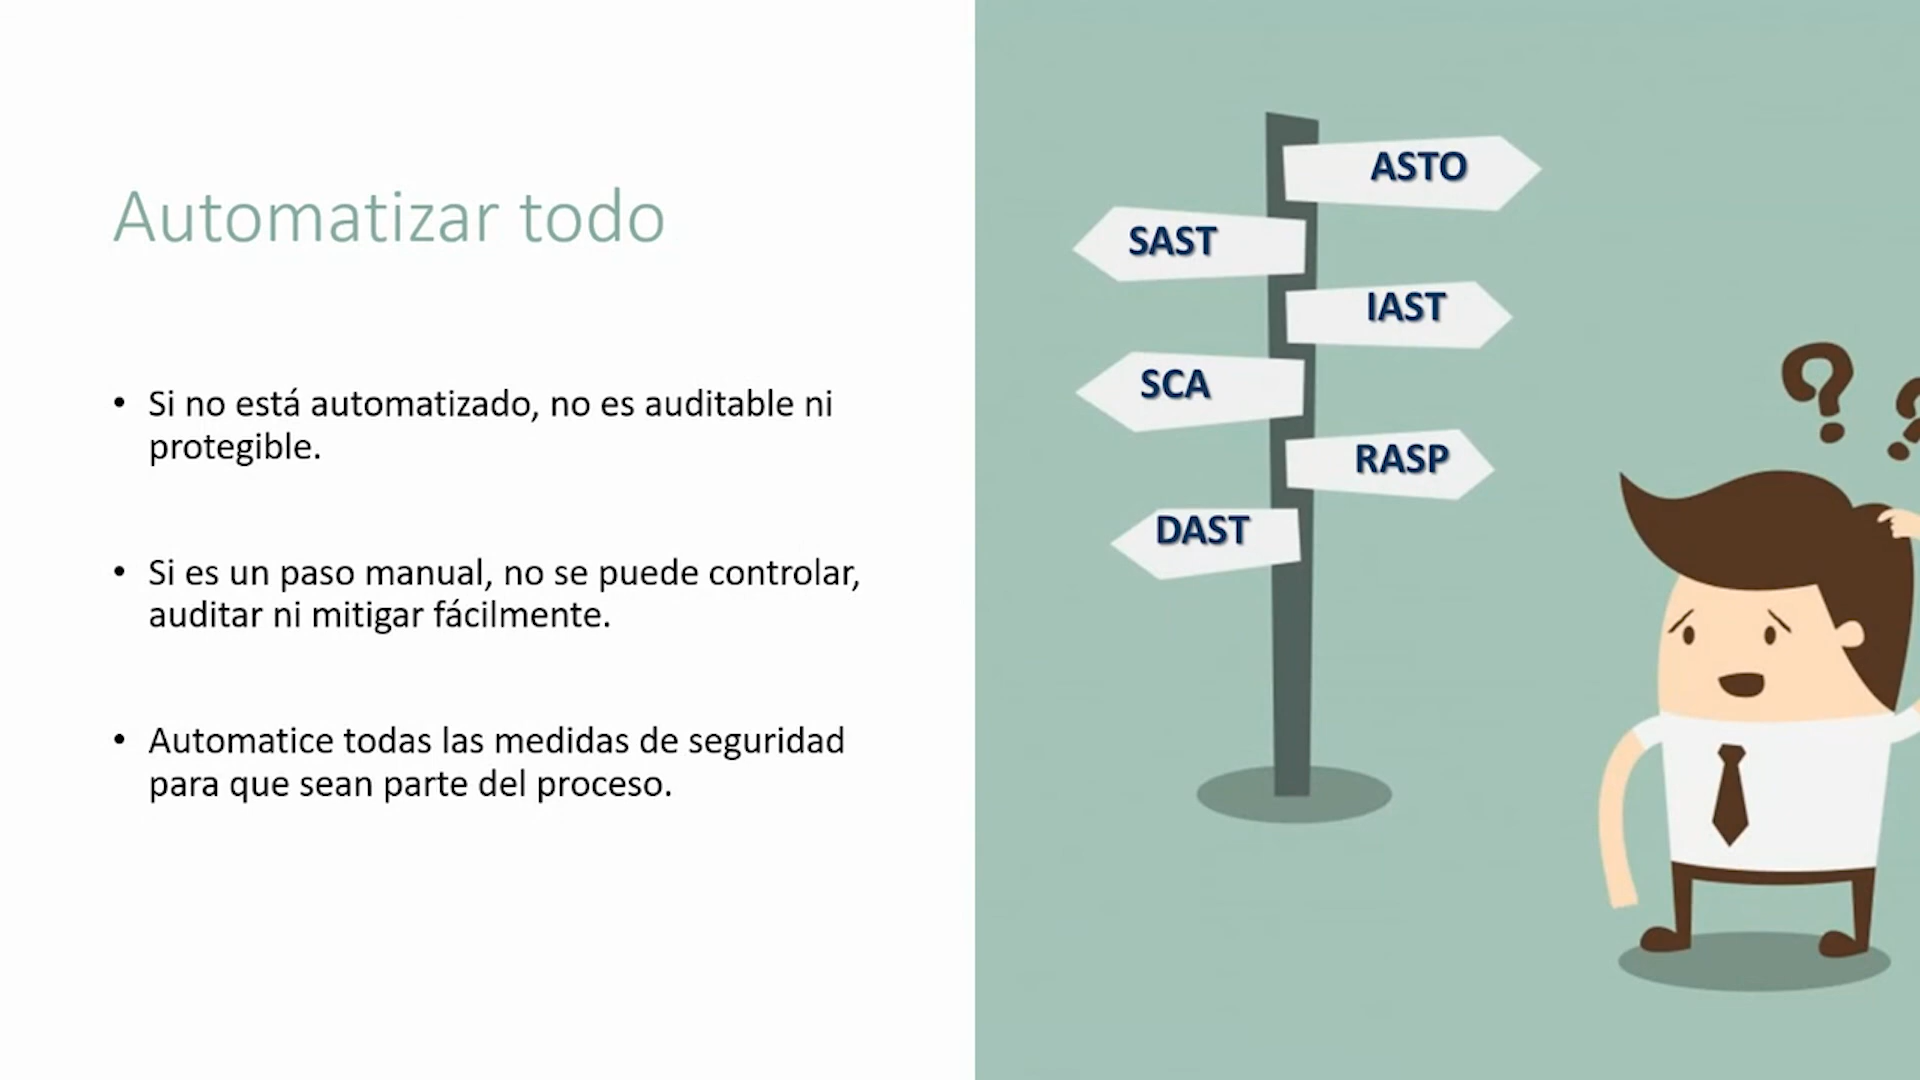 Automatizar todo
• Si no está automatizado, no es auditable ni
protegible.
• Si es un paso manual, no se puede controlar,
auditar ni mitigar fácilmente.
• Automatice todas las medidas de seguridad
para que sean parte del proceso.
ASTO
SAST
IAST
SCA
RASP
DAST
? ?